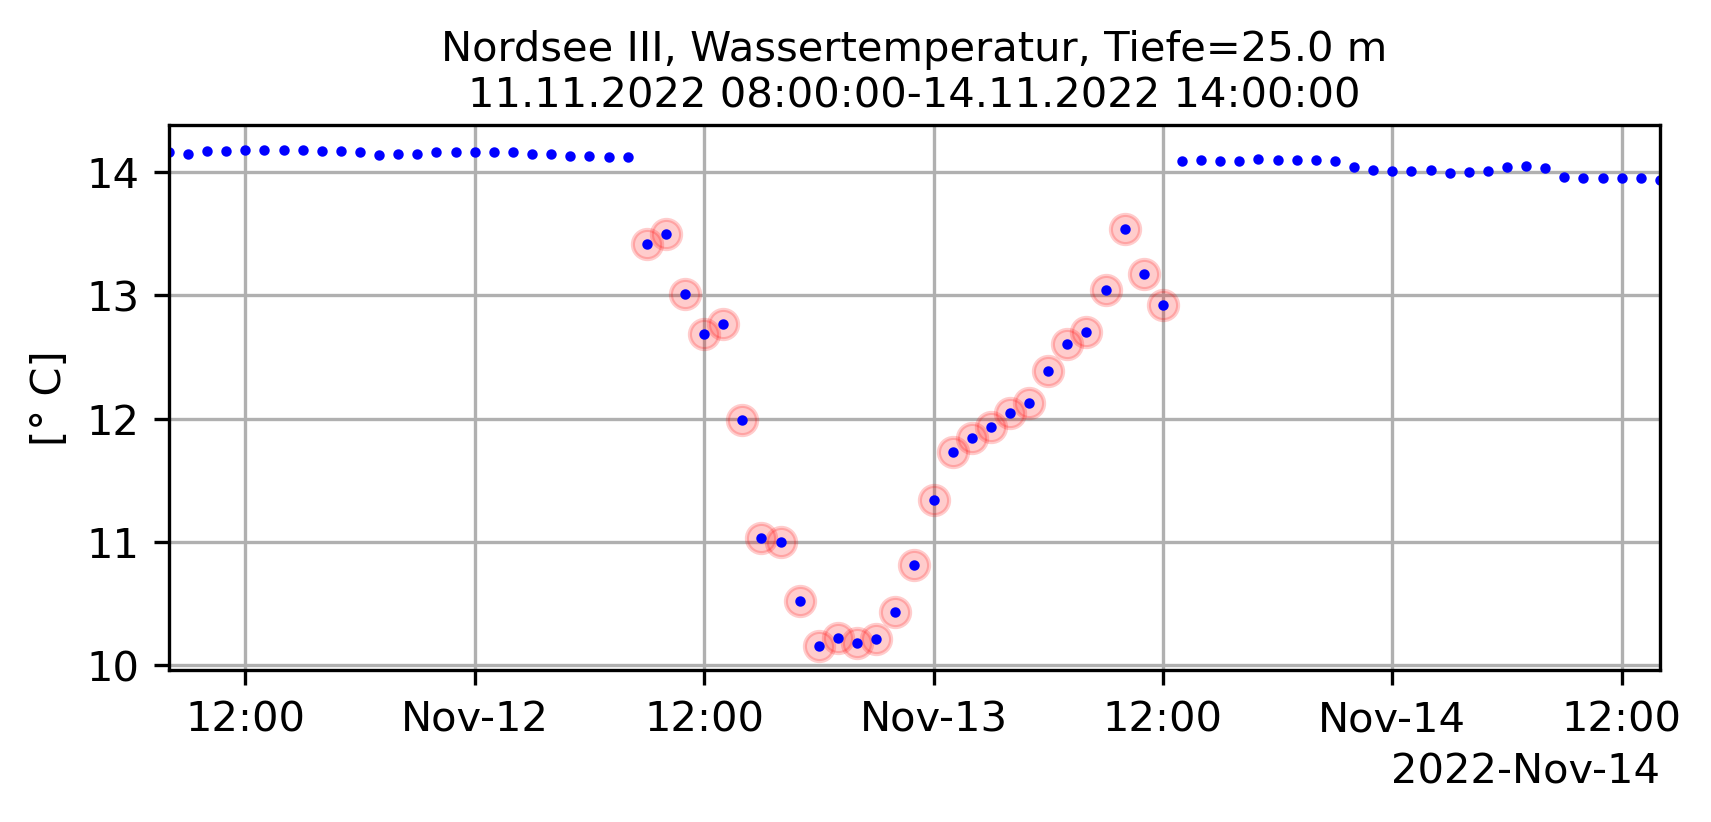 Nordsee III, Wassertemperatur, Tiefe=25.0 m
11.11.2022 08:00:00-14.11.2022 14:00:00
[° C]
14
13
12
11
10
12:00 Nov-12 12:00 Nov-13 12:00 Nov-14 12:00
2022-Nov-14